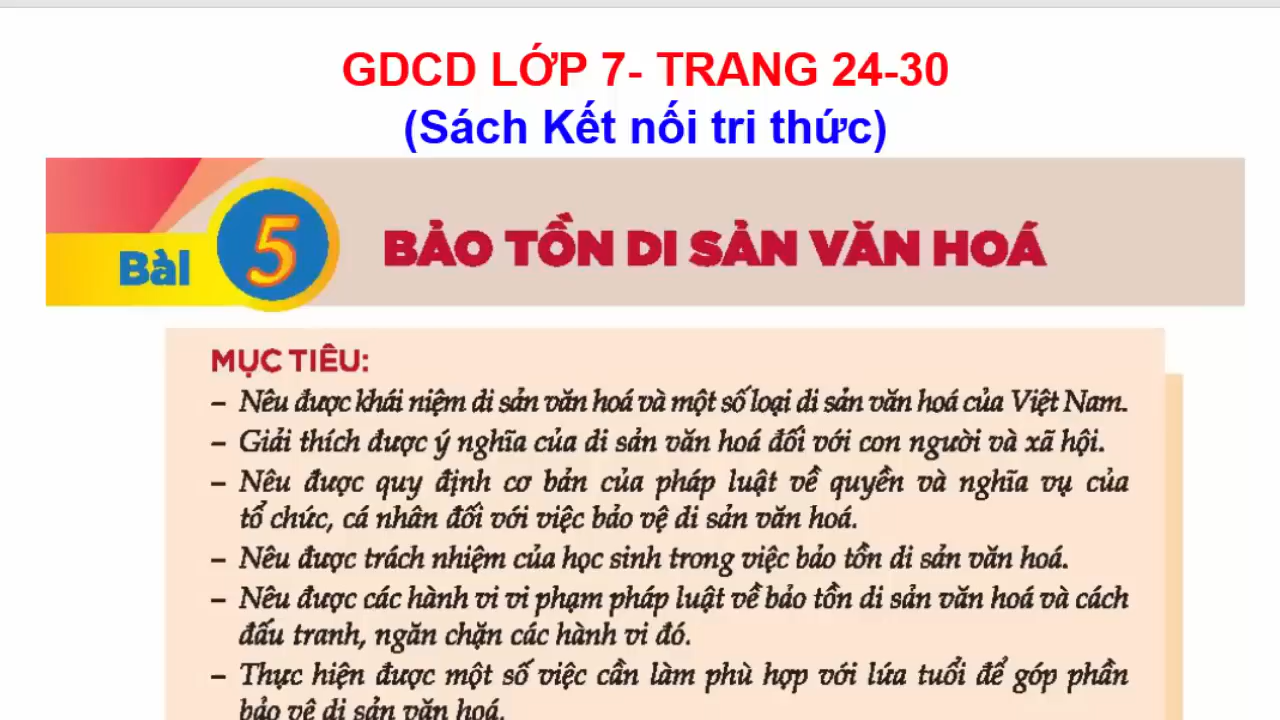 GDCD LỚP 7- TRANG 24-30
(Sách Kết nối tri thức)
Bài 5 BẢO TỒN DI SẢN VĂN HOÁ
MỤC TIÊU:
– Nêu được khái niệm di sản văn hoá và một số loại di sản văn hoá của Việt Nam.
– Giải thích được ý nghĩa của di sản văn hoá đối với con người và xã hội.
– Nêu được quy định cơ bản của pháp luật về quyền và nghĩa vụ của
tổ chức, cá nhân đối với việc bảo vệ di sản văn hoá.
– Nêu được trách nhiệm của học sinh trong việc bảo tồn di sản văn hoá.
– Nêu được các hành vi vi phạm pháp luật về bảo tồn di sản văn hoá và cách
đấu tranh, ngăn chặn các hành vi đó.
– Thực hiện được một số việc cần làm phù hợp với lứa tuổi để góp phần
bảo vệ di sản văn hoá.